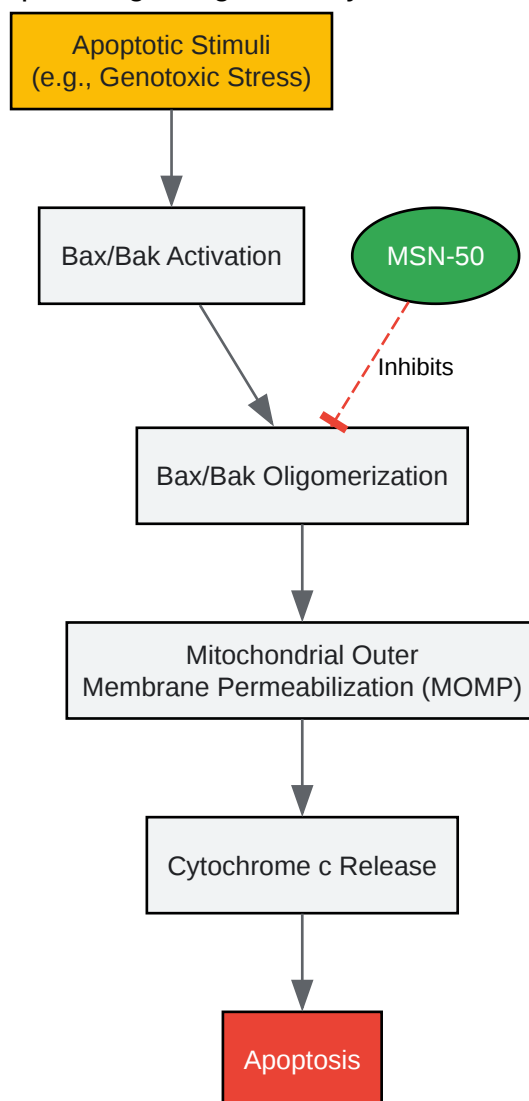 Apoptotic Stimuli
(e.g., Genotoxic Stress)
Bax/Bak Activation
MSN-50
Inhibits
Bax/Bak Oligomerization
Mitochondrial Outer
Membrane Permeabilization (MOMP)
Cytochrome c Release
Apoptosis